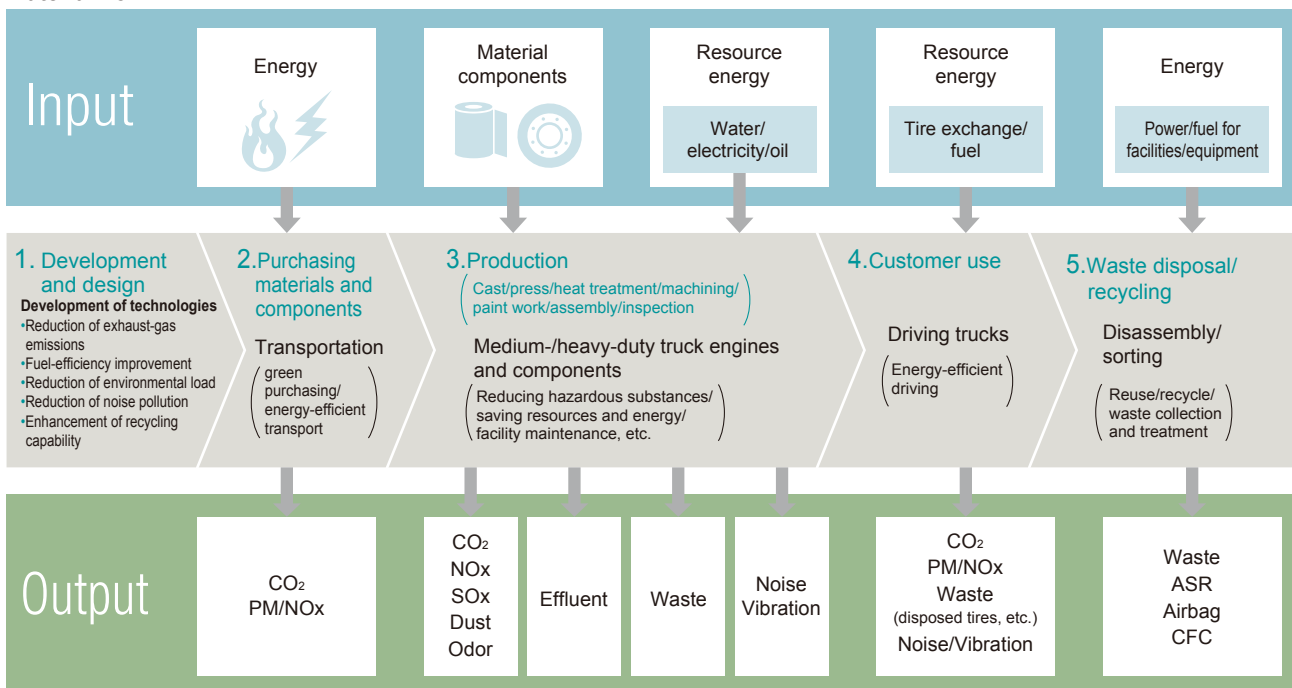 Input
Energy
Material
components
Resource
energy
Water/
electricity/oil
Resource
energy
Tire exchange/
fuel
Energy
Power/fuel for
facilities/equipment
1. Development
and design
Development of technologies
•Reduction of exhaust-gas
emissions
•Fuel-efficiency improvement
•Reduction of environmental load
•Reduction of noise pollution
•Enhancement of recycling
capability
2.Purchasing
materials and
components
Transportation
(green
purchasing/
energy-efficient
transport)
3.Production
(Cast/press/heat treatment/machining/
paint work/assembly/inspection)
Medium-/heavy-duty truck engines
and components
(Reducing hazardous substances/
saving resources and energy/
facility maintenance, etc.)
4.Customer use
Driving trucks
(Energy-efficient
driving)
5.Waste disposal/
recycling
Disassembly/
sorting
(Reuse/recycle/
waste collection
and treatment)
Output
CO₂
PM/NOx
CO₂
NOx
SOx
Dust
Odor
Effluent
Waste
Noise
Vibration
CO₂
PM/NOx
Waste
(disposed tires, etc.)
Noise/Vibration
Waste
ASR
Airbag
CFC